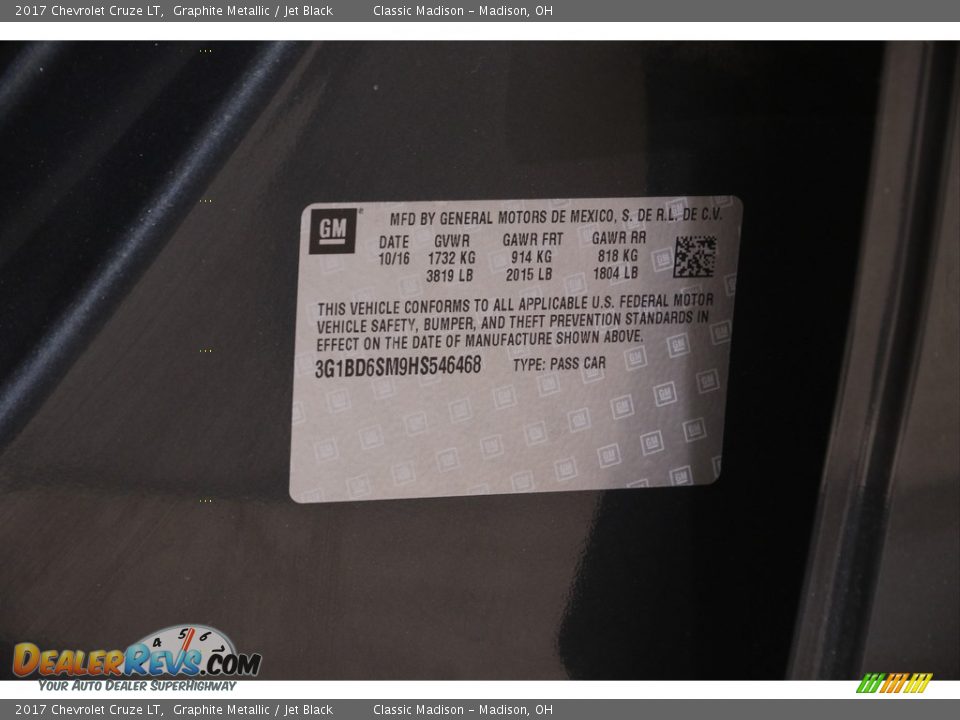 2017 Chevrolet Cruze LT, Graphite Metallic / Jet Black Classic Madison - Madison, OH
GM
MFD BY GENERAL MOTORS DE MEXICO, S. DE R.L. DE C.V.
DATE GVWR GAWR FRT GAWR RR
10/16 1732 KG 914 KG 818 KG
3819 LB 2015 LB 1804 LB
THIS VEHICLE CONFORMS TO ALL APPLICABLE U.S. FEDERAL MOTOR
VEHICLE SAFETY, BUMPER, AND THEFT PREVENTION STANDARDS IN
EFFECT ON THE DATE OF MANUFACTURE SHOWN ABOVE.
3G1BD6SM9HS546468 TYPE: PASS CAR
4 5 6 7
DEALERREVS.COM
YOUR AUTO DEALER SUPERHIGHWAY
2017 Chevrolet Cruze LT, Graphite Metallic / Jet Black Classic Madison - Madison, OH